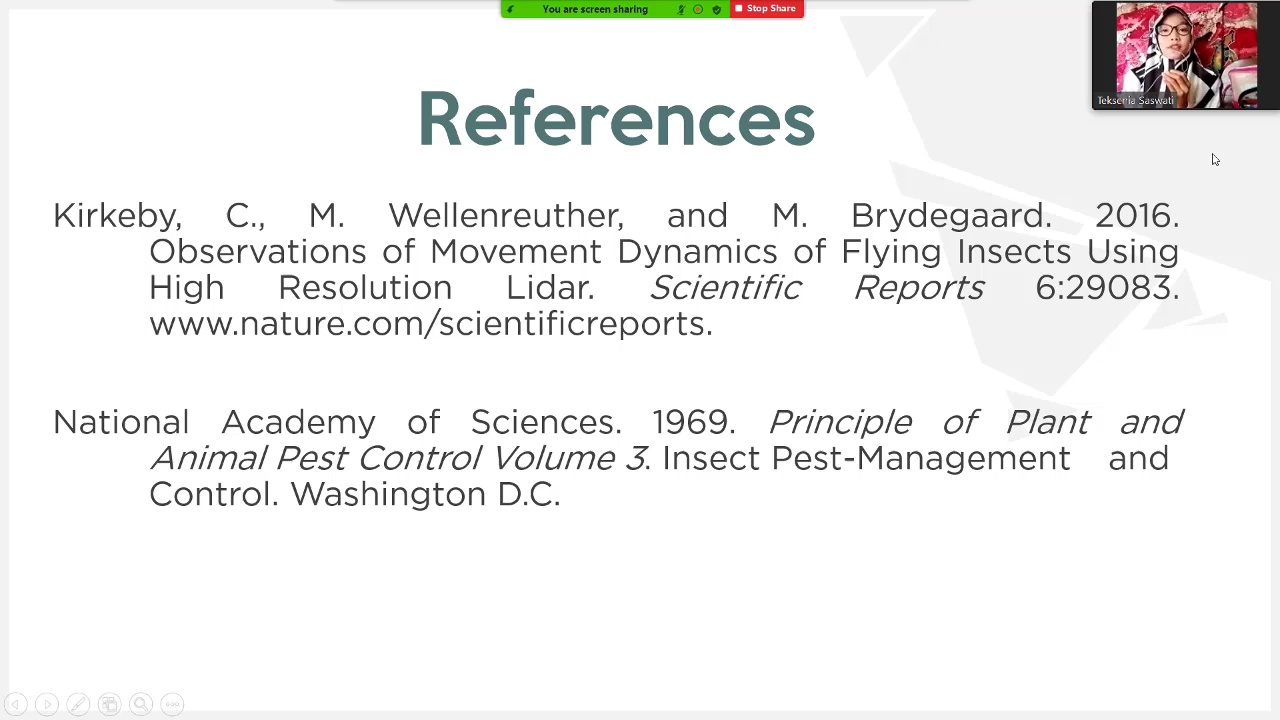 You are screen sharing
Stop Share
Tekseria Saswati
References
Kirkeby, C., M. Wellenreuther, and M. Brydegaard. 2016.
Observations of Movement Dynamics of Flying Insects Using
High Resolution Lidar. Scientific Reports 6:29083.
www.nature.com/scientificreports.
National Academy of Sciences. 1969. Principle of Plant and
Animal Pest Control Volume 3. Insect Pest-Management and
Control. Washington D.C.